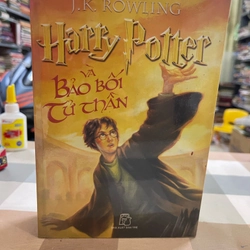 J.K. ROWLING
Harry Potter
và
BẢO BỐI
TỬ THẦN